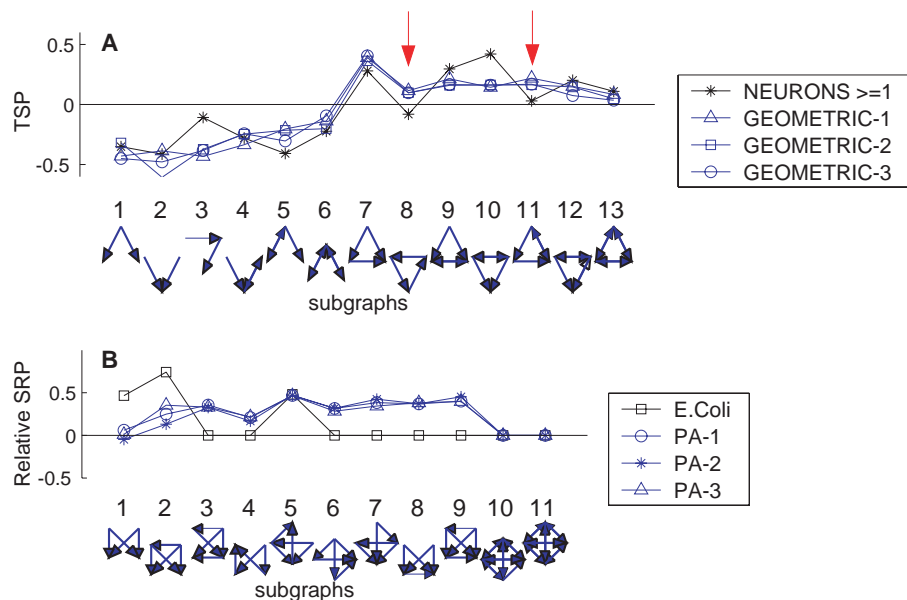 A
TSP
0.5
0
-0.5
NEURONS >=1
GEOMETRIC-1
GEOMETRIC-2
GEOMETRIC-3
1 2 3 4 5 6 7 8 9 10 11 12 13
subgraphs
B
Relative SRP
0.5
0
-0.5
E.Coli
PA-1
PA-2
PA-3
1 2 3 4 5 6 7 8 9 10 11
subgraphs